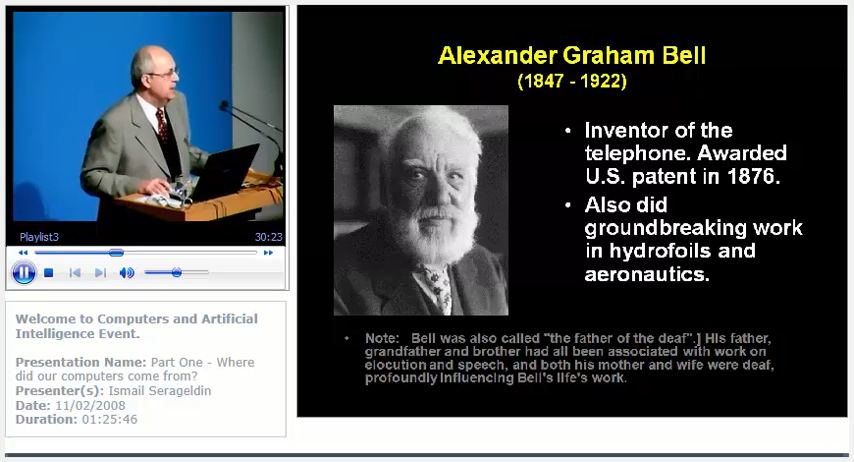 Playlist3 30:23
Welcome to Computers and Artificial
Intelligence Event.
Presentation Name: Part One - Where
did our computers come from?
Presenter(s): Ismail Serageldin
Date: 11/02/2008
Duration: 01:25:46
Alexander Graham Bell
(1847 - 1922)
• Inventor of the
telephone. Awarded
U.S. patent in 1876.
• Also did
groundbreaking work
in hydrofoils and
aeronautics.
• Note: Bell was also called "the father of the deaf".] His father,
grandfather and brother had all been associated with work on
elocution and speech, and both his mother and wife were deaf,
profoundly influencing Bell's life's work.